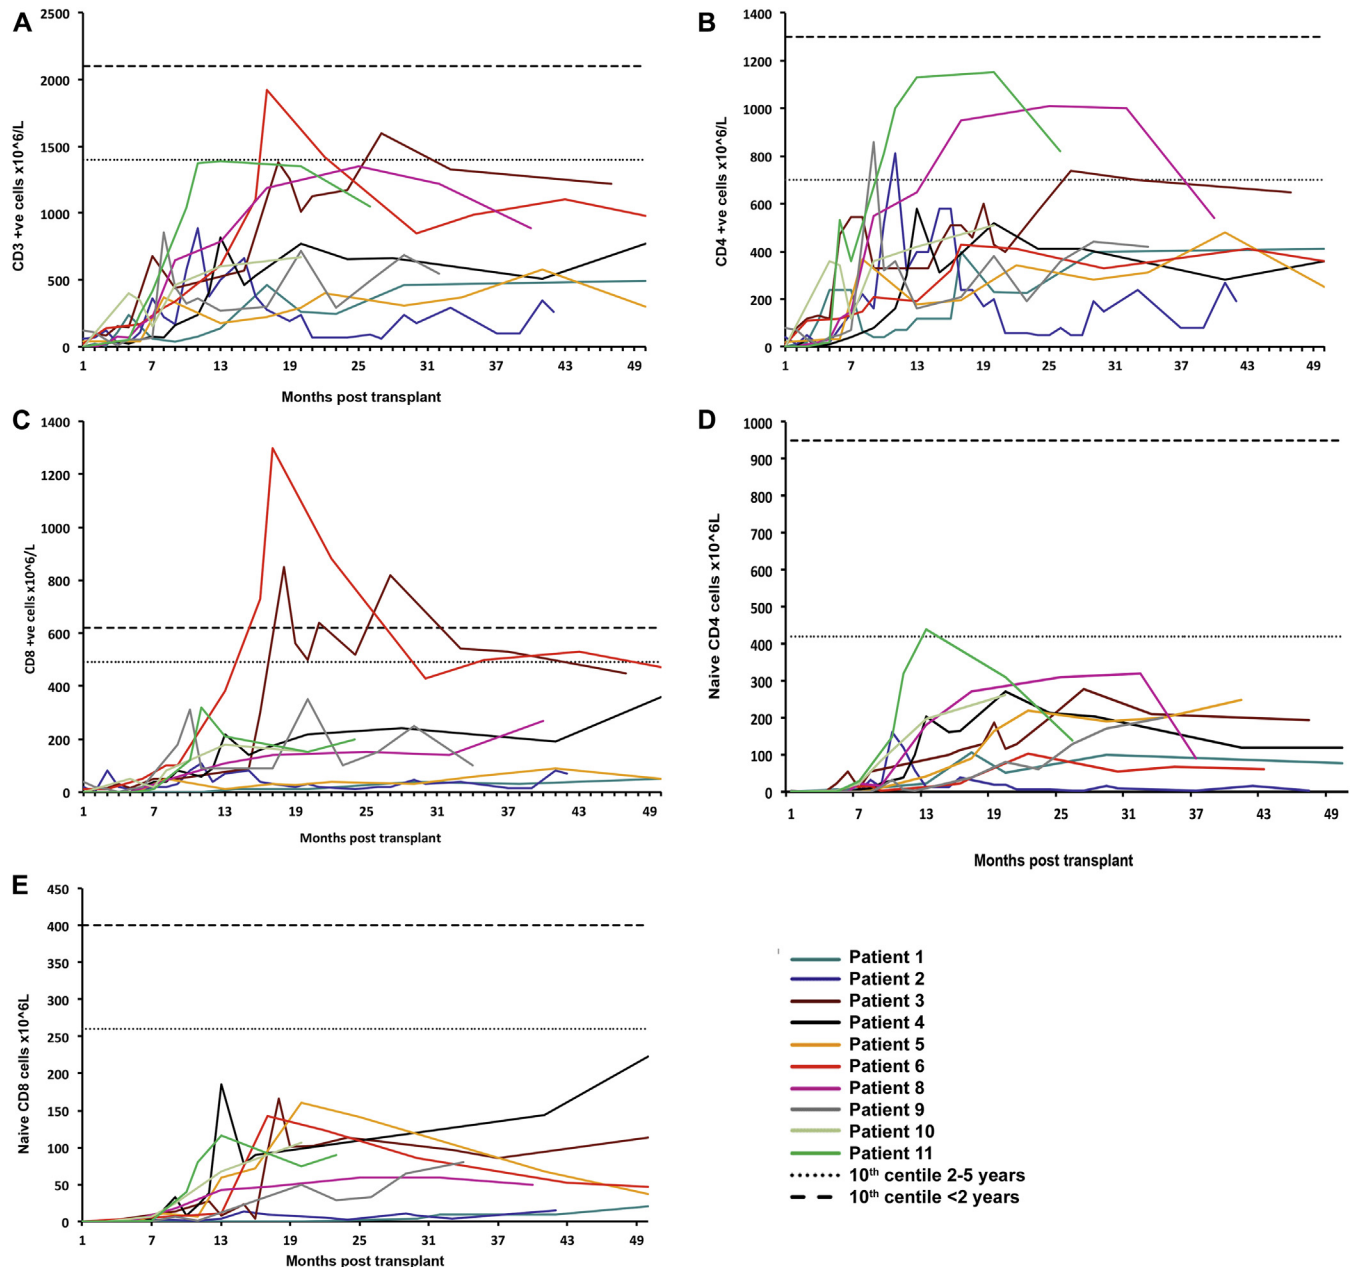 A
2500
2000
1500
1000
500
0
CD3 +ve cells x10^6/L
1 7 13 19 25 31 37 43 49
Months post transplant
B
1400
1200
1000
800
600
400
200
0
CD4 +ve cells x10^6/L
1 7 13 19 25 31 37 43 49
C
1400
1200
1000
800
600
400
200
0
CD8 +ve cells x10^6/L
1 7 13 19 25 31 37 43 49
Months post transplant
D
1000
900
800
700
600
500
400
300
200
100
0
Naive CD4 cells x10^6L
1 7 13 19 25 31 37 43 49
Months post transplant
E
450
400
350
300
250
200
150
100
50
0
Naive CD8 cells x10^6L
1 7 13 19 25 31 37 43 49
Months post transplant
Patient 1
Patient 2
Patient 3
Patient 4
Patient 5
Patient 6
Patient 8
Patient 9
Patient 10
Patient 11
10th centile 2-5 years
10th centile <2 years